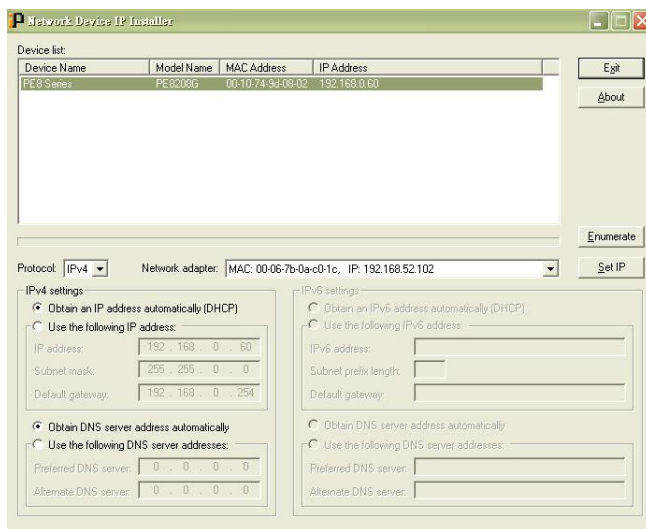 Network Device IP Installer
Device list:
Device Name Model Name MAC Address IP Address
PE8 Series PE8208G 00-10-74-9d-08-02 192.168.0.60
Exit
About
Enumerate
Protocol: IPv4 Network adapter: MAC: 00-06-7b-0a-c0-1c, IP: 192.168.52.102 Set IP
IPv4 settings
Obtain an IP address automatically (DHCP)
Use the following IP address:
IP address: 192 . 168 . 0 . 60
Subnet mask: 255 . 255 . 0 . 0
Default gateway: 192 . 168 . 0 . 254
Obtain DNS server address automatically
Use the following DNS server addresses:
Preferred DNS server: 0 . 0 . 0 . 0
Alternate DNS server: 0 . 0 . 0 . 0
IPv6 settings
Obtain an IPv6 address automatically (DHCP)
Use the following IPv6 address:
IPv6 address:
Subnet prefix length:
Default gateway:
Obtain DNS server address automatically
Use the following DNS server addresses:
Preferred DNS server:
Alternate DNS server: